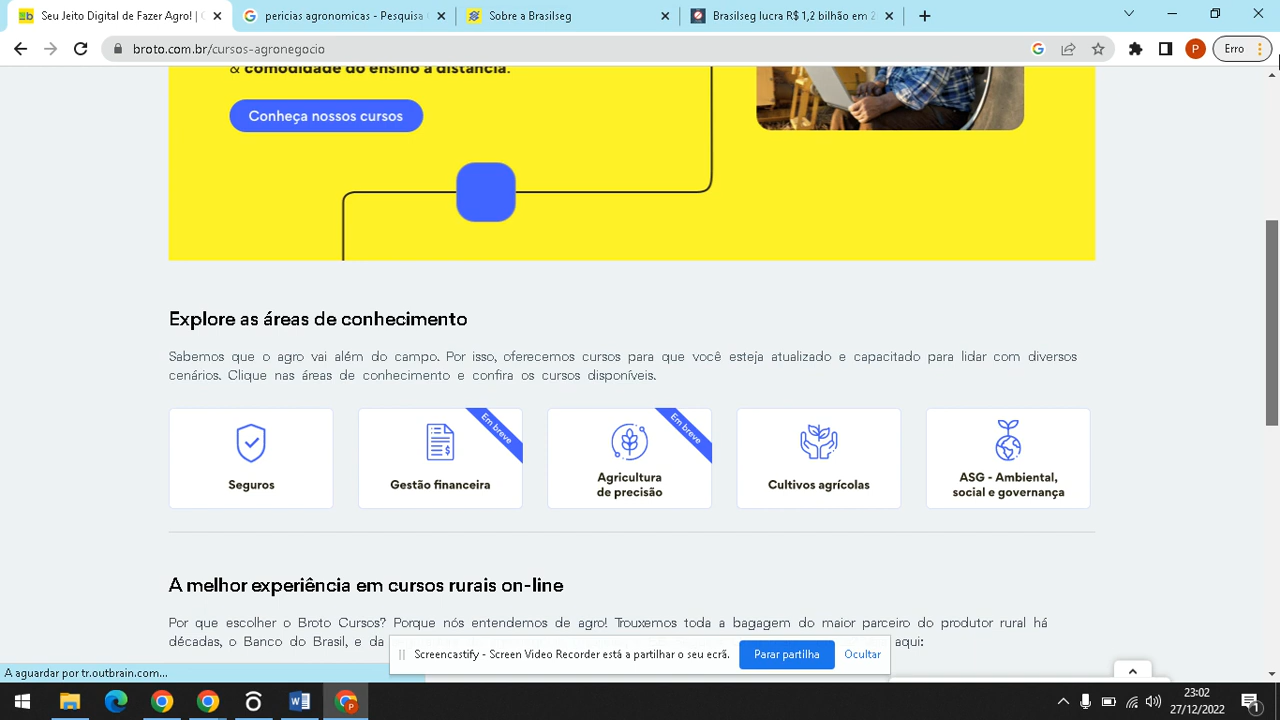 Seu Jeito Digital de Fazer Agro! | C
pericias agronomicas - Pesquisa G
Sobre a Brasilseg
Brasilseg lucra R$ 1,2 bilhão em 2
broto.com.br/cursos-agronegocio
P
Erro
& comodidade do ensino a distância.
Conheça nossos cursos
Explore as áreas de conhecimento
Sabemos que o agro vai além do campo. Por isso, oferecemos cursos para que você esteja atualizado e capacitado para lidar com diversos
cenários. Clique nas áreas de conhecimento e confira os cursos disponíveis.
Seguros
Em breve
Gestão financeira
Em breve
Agricultura
de precisão
Cultivos agrícolas
ASG - Ambiental,
social e governança
A melhor experiência em cursos rurais on-line
Por que escolher o Broto Cursos? Porque nós entendemos de agro! Trouxemos toda a bagagem do maior parceiro do produtor rural há
décadas, o Banco do Brasil, e da
aqui:
Screencastify - Screen Video Recorder está a partilhar o seu ecrã.
Parar partilha
Ocultar
A aguardar por tr.outbrain.com...
23:02
27/12/2022
1